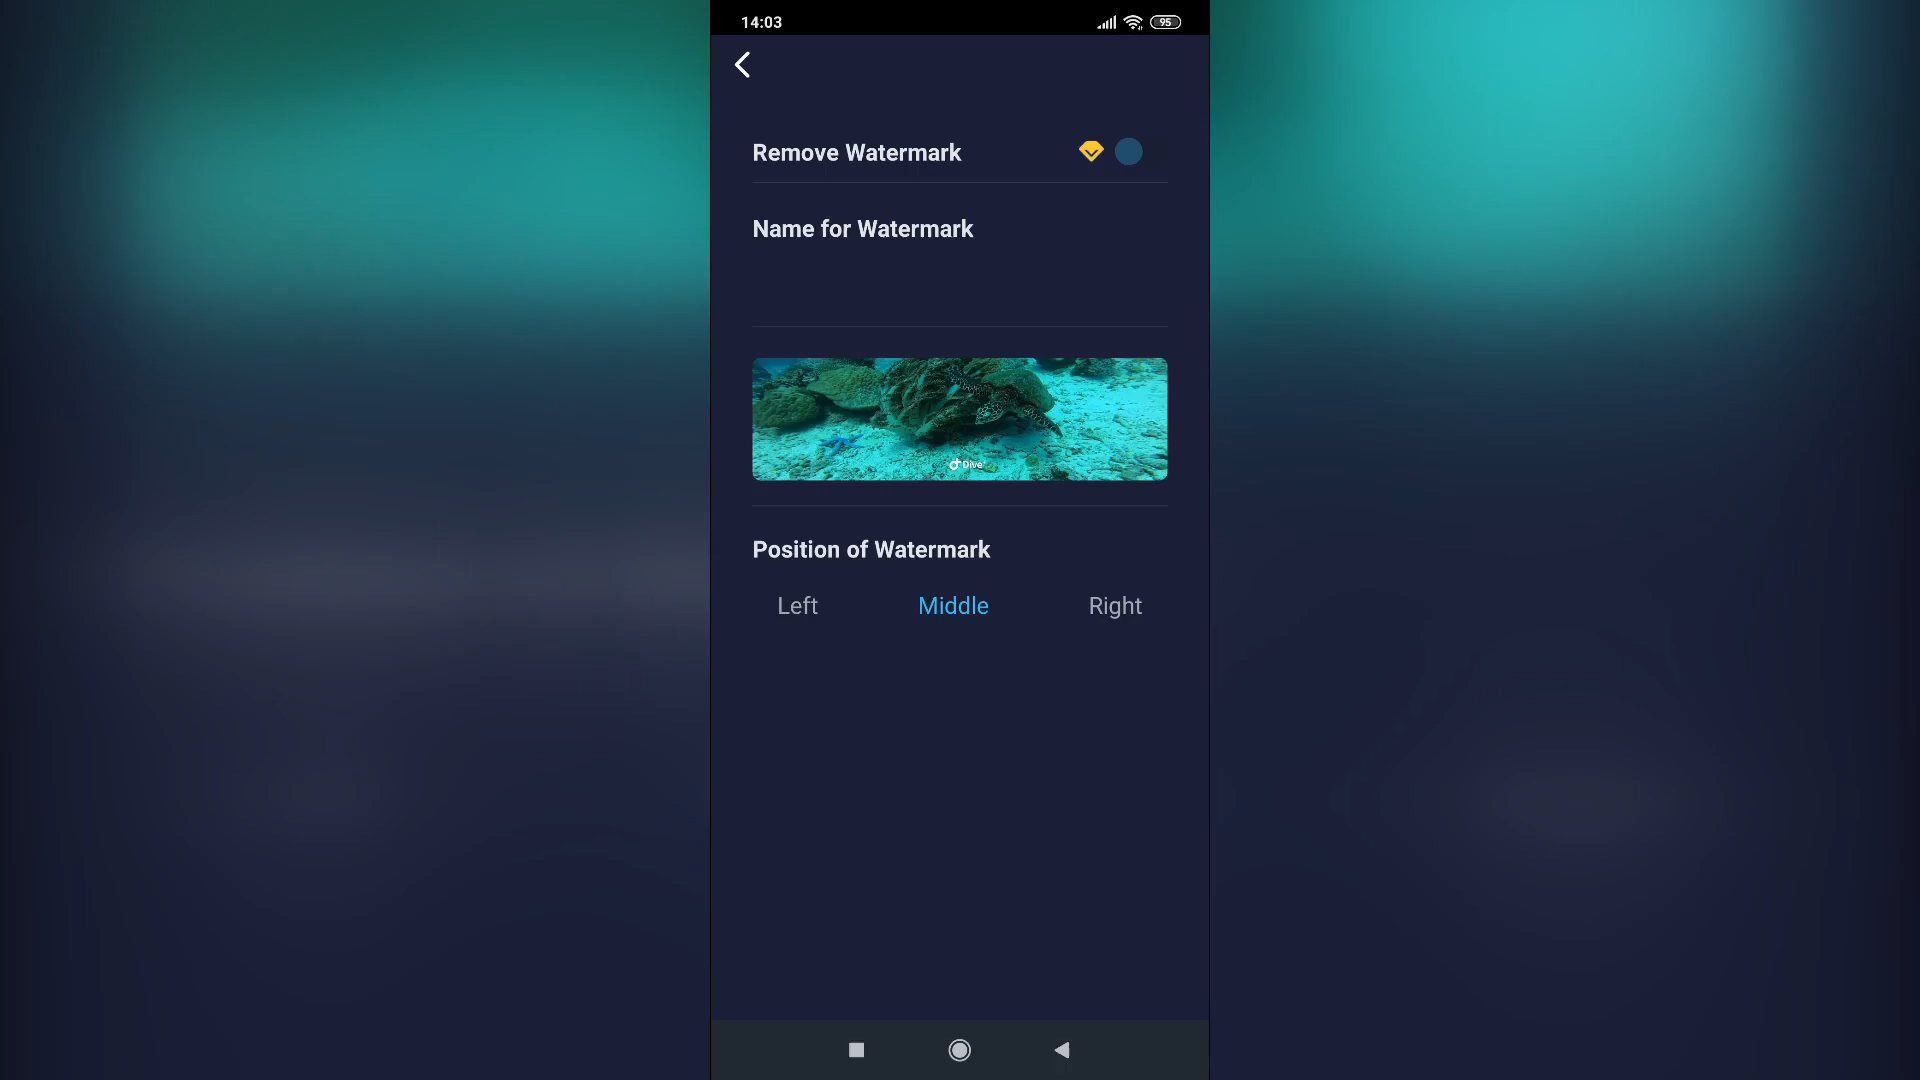 14:03
95
Remove Watermark
Name for Watermark
Dive+
Position of Watermark
Left Middle Right